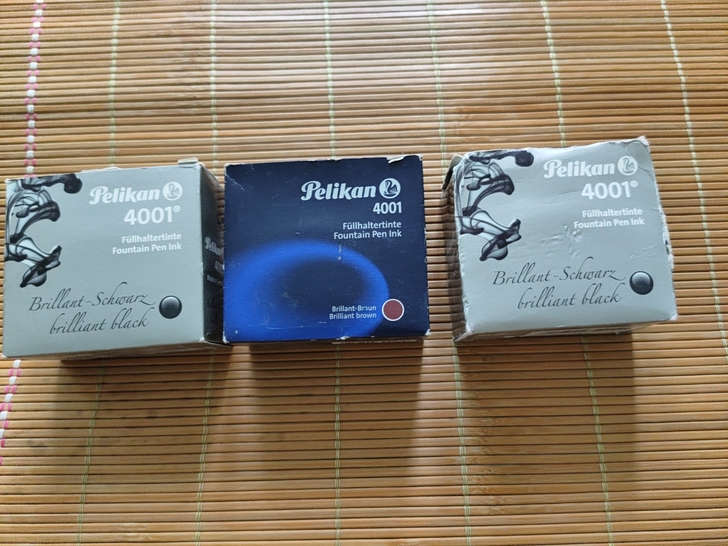 Pelikan
4001®
Füllhaltertinte
Fountain Pen Ink
Brillant-Schwarz
brilliant black
Pelikan
Pelikan
4001
Füllhaltertinte
Fountain Pen Ink
Brillant-Braun
Brilliant brown
Pelikan
4001®
Füllhaltertinte
Fountain Pen Ink
Brillant-Schwarz
brilliant black